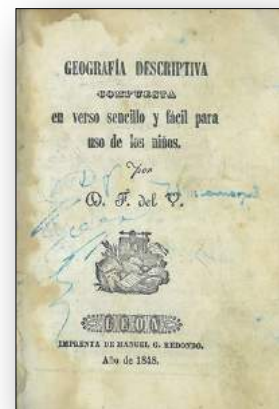 GEOGRAFÍA DESCRIPTIVA
COMPUESTA
en verso sencillo y fácil para
uso de los niños.
Por
D. F. del V.
LEON
IMPRENTA DE MANUEL G. REDONDO.
Año de 1848.